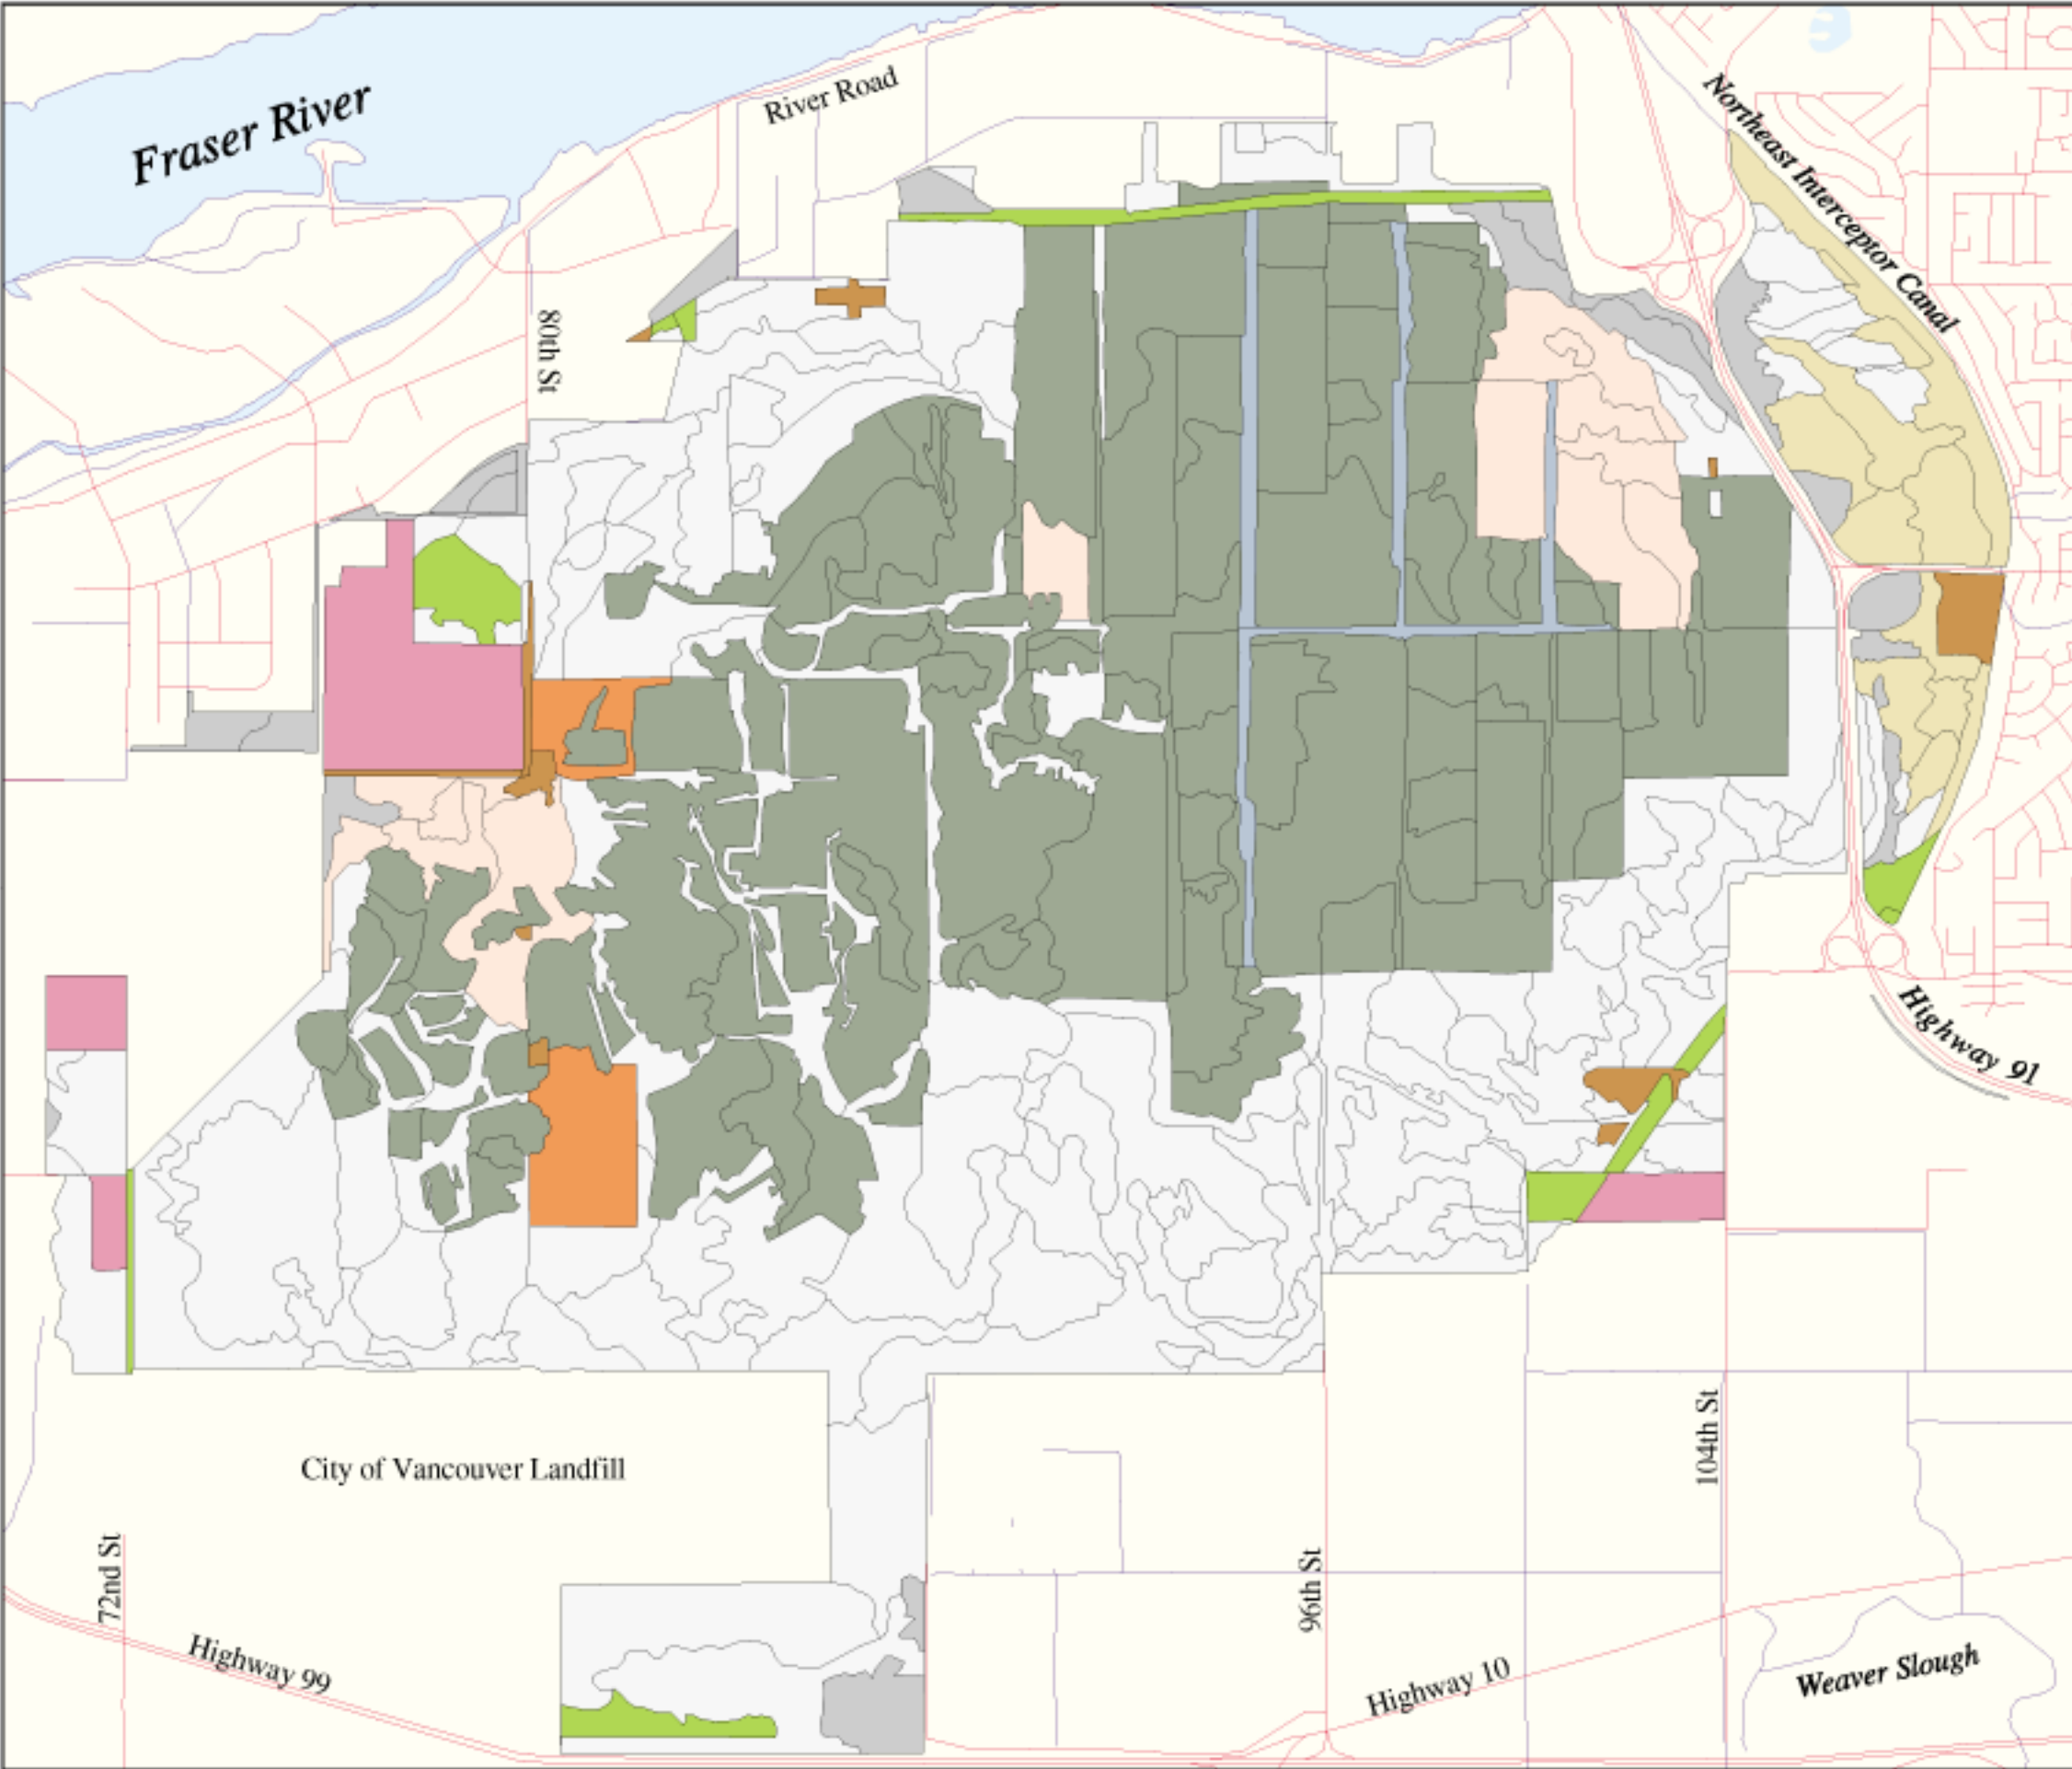 Fraser River
River Road
Northeast Interceptor Canal
80th St
Highway 91
104th St
City of Vancouver Landfill
72nd St
96th St
Highway 99
Highway 10
Weaver Slough